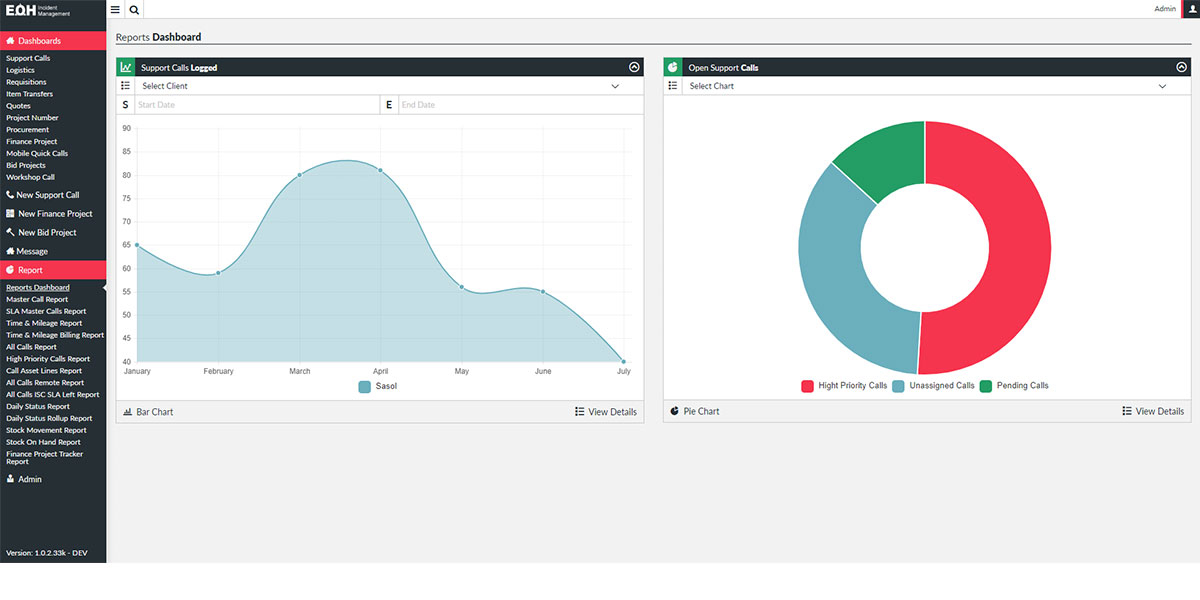 EOH Incident Management
Admin
Dashboards
Support Calls
Logistics
Requisitions
Item Transfers
Quotes
Project Number
Procurement
Finance Project
Mobile Quick Calls
Bid Projects
Workshop Call
New Support Call
New Finance Project
New Bid Project
Message
Report
Reports Dashboard
Master Call Report
SLA Master Calls Report
Time & Mileage Report
Time & Mileage Billing Report
All Calls Report
High Priority Calls Report
Call Asset Lines Report
All Calls Remote Report
All Calls ISC SLA Left Report
Daily Status Report
Daily Status Rollup Report
Stock Movement Report
Stock On Hand Report
Finance Project Tracker
Report
Admin
Version: 1.0.2.33k - DEV
Reports Dashboard
Support Calls Logged
Select Client
S Start Date E End Date
90
85
80
75
70
65
60
55
50
45
40
January February March April May June July
Sasol
Bar Chart View Details
Open Support Calls
Select Chart
Hight Priority Calls Unassigned Calls Pending Calls
Pie Chart View Details